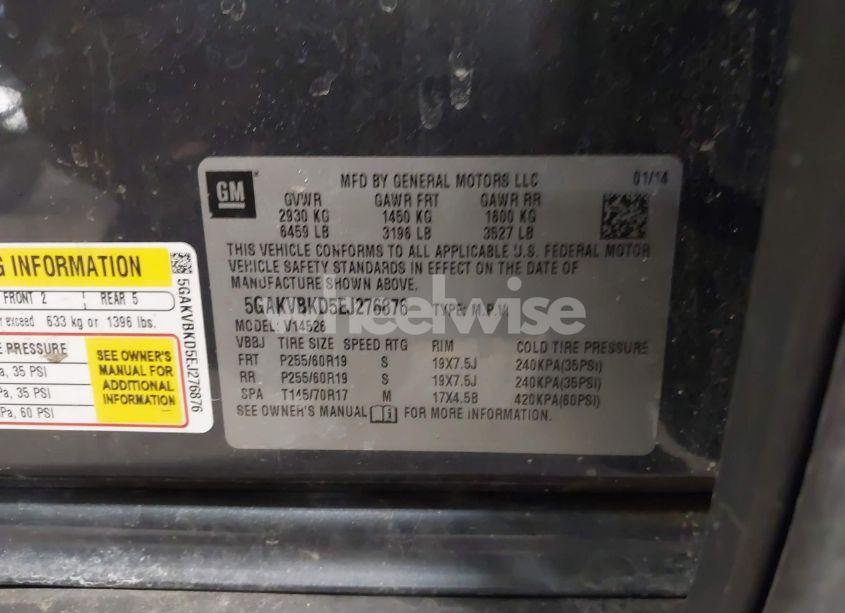 GM
MFD BY GENERAL MOTORS LLC 01/14
GVWR GAWR FRT GAWR RR
2930 KG 1450 KG 1600 KG
6459 LB 3196 LB 3527 LB
THIS VEHICLE CONFORMS TO ALL APPLICABLE U.S. FEDERAL MOTOR
VEHICLE SAFETY STANDARDS IN EFFECT ON THE DATE OF
MANUFACTURE SHOWN ABOVE.
5GAKVBKD5EJ276876 TYPE: M.P.V.
MODEL: V14526
VBBJ TIRE SIZE SPEED RTG RIM COLD TIRE PRESSURE
FRT P255/60R19 S 19X7.5J 240KPA(35PSI)
RR P255/60R19 S 19X7.5J 240KPA(35PSI)
SPA T145/70R17 M 17X4.5B 420KPA(60PSI)
SEE OWNER'S MANUAL FOR MORE INFORMATION.
G INFORMATION
FRONT 2 REAR 5
exceed 633 kg or 1396 lbs.
PRESSURE
a, 35 PSI
a, 35 PSI
Pa, 60 PSI
SEE OWNER'S
MANUAL FOR
ADDITIONAL
INFORMATION
5GAKVBKD5EJ276876
wheelwise